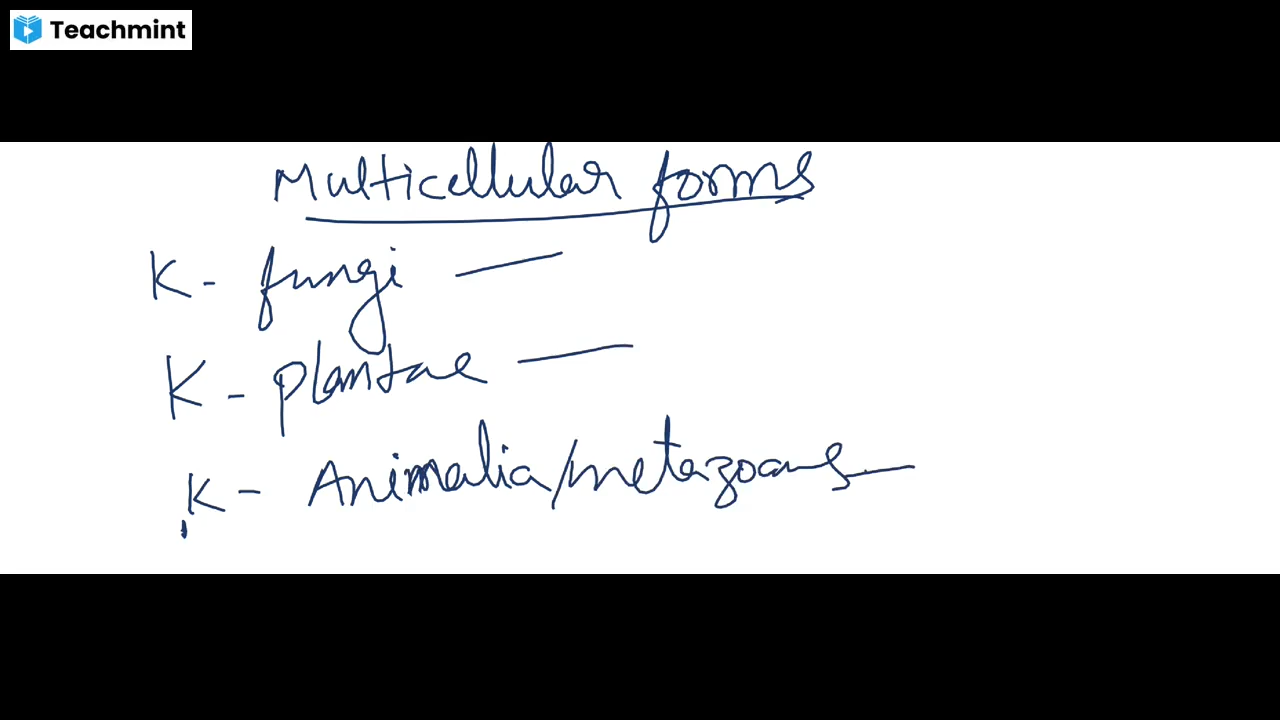 Teachmint
Multicellular forms
K - fungi —
K - plantae —
K - Animalia/metazoans —